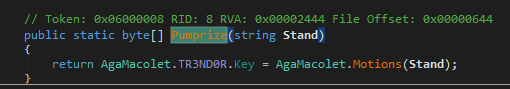 // Token: 0x06000008 RID: 8 RVA: 0x00002444 File Offset: 0x00000644
public static byte[] Pumprize(string Stand)
{
return AgaMacolet.TR3ND0R.Key = AgaMacolet.Motions(Stand);
}